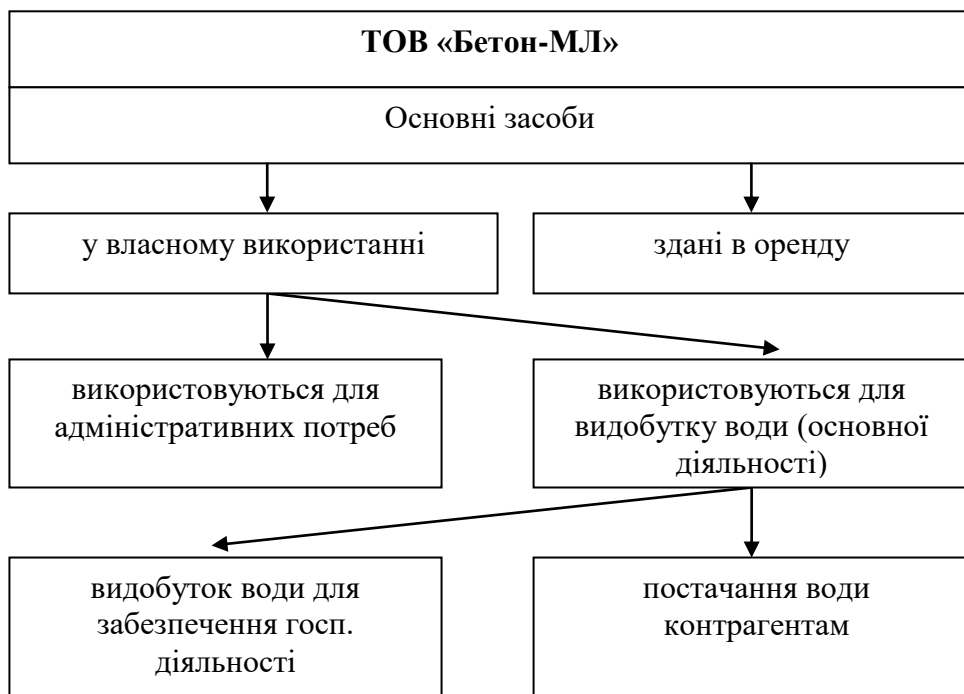 ТОВ «Бетон-МЛ»
Основні засоби
у власному використанні
здані в оренду
використовуються для
адміністративних потреб
використовуються для
видобутку води (основної
діяльності)
видобуток води для
забезпечення госп.
діяльності
постачання води
контрагентам